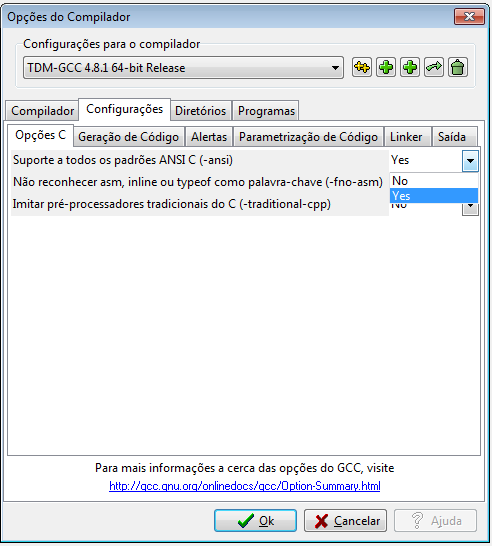 Opções do Compilador
Configurações para o compilador
TDM-GCC 4.8.1 64-bit Release
Compilador Configurações Diretórios Programas
Opções C Geração de Código Alertas Parametrização de Código Linker Saída
Suporte a todos os padrões ANSI C (-ansi) Yes
Não reconhecer asm, inline ou typeof como palavra-chave (-fno-asm) No
Yes
Imitar pré-processadores tradicionais do C (-traditional-cpp) No
Para mais informações a cerca das opções do GCC, visite
http://gcc.gnu.org/onlinedocs/gcc/Option-Summary.html
Ok Cancelar Ajuda